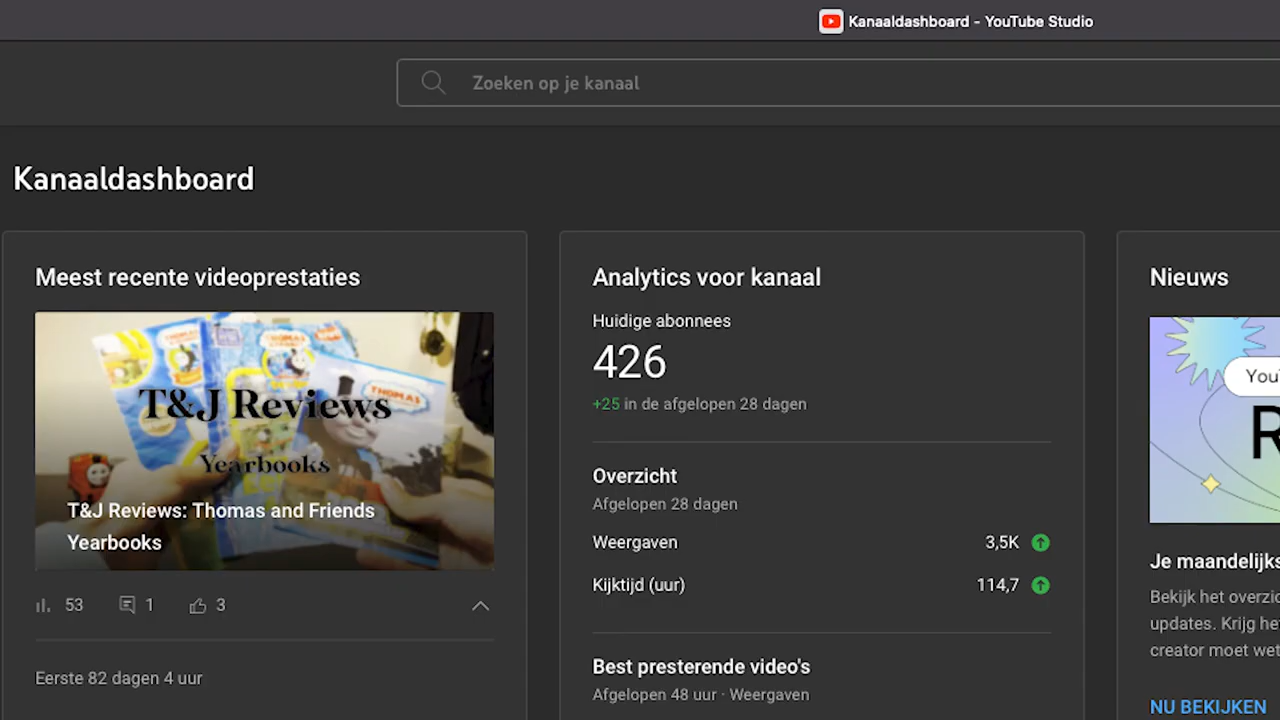 Kanaaldashboard - YouTube Studio
Zoeken op je kanaal
Kanaaldashboard
Meest recente videoprestaties
THOMAS
T&J Reviews
Yearbooks
T&J Reviews: Thomas and Friends
Yearbooks
53 1 3
Eerste 82 dagen 4 uur
Analytics voor kanaal
Huidige abonnees
426
+25 in de afgelopen 28 dagen
Overzicht
Afgelopen 28 dagen
Weergaven 3,5K
Kijktijd (uur) 114,7
Best presterende video's
Afgelopen 48 uur · Weergaven
Nieuws
You
R
Je maandelijks
Bekijk het overzic
updates. Krijg he
creator moet wet
NU BEKIJKEN